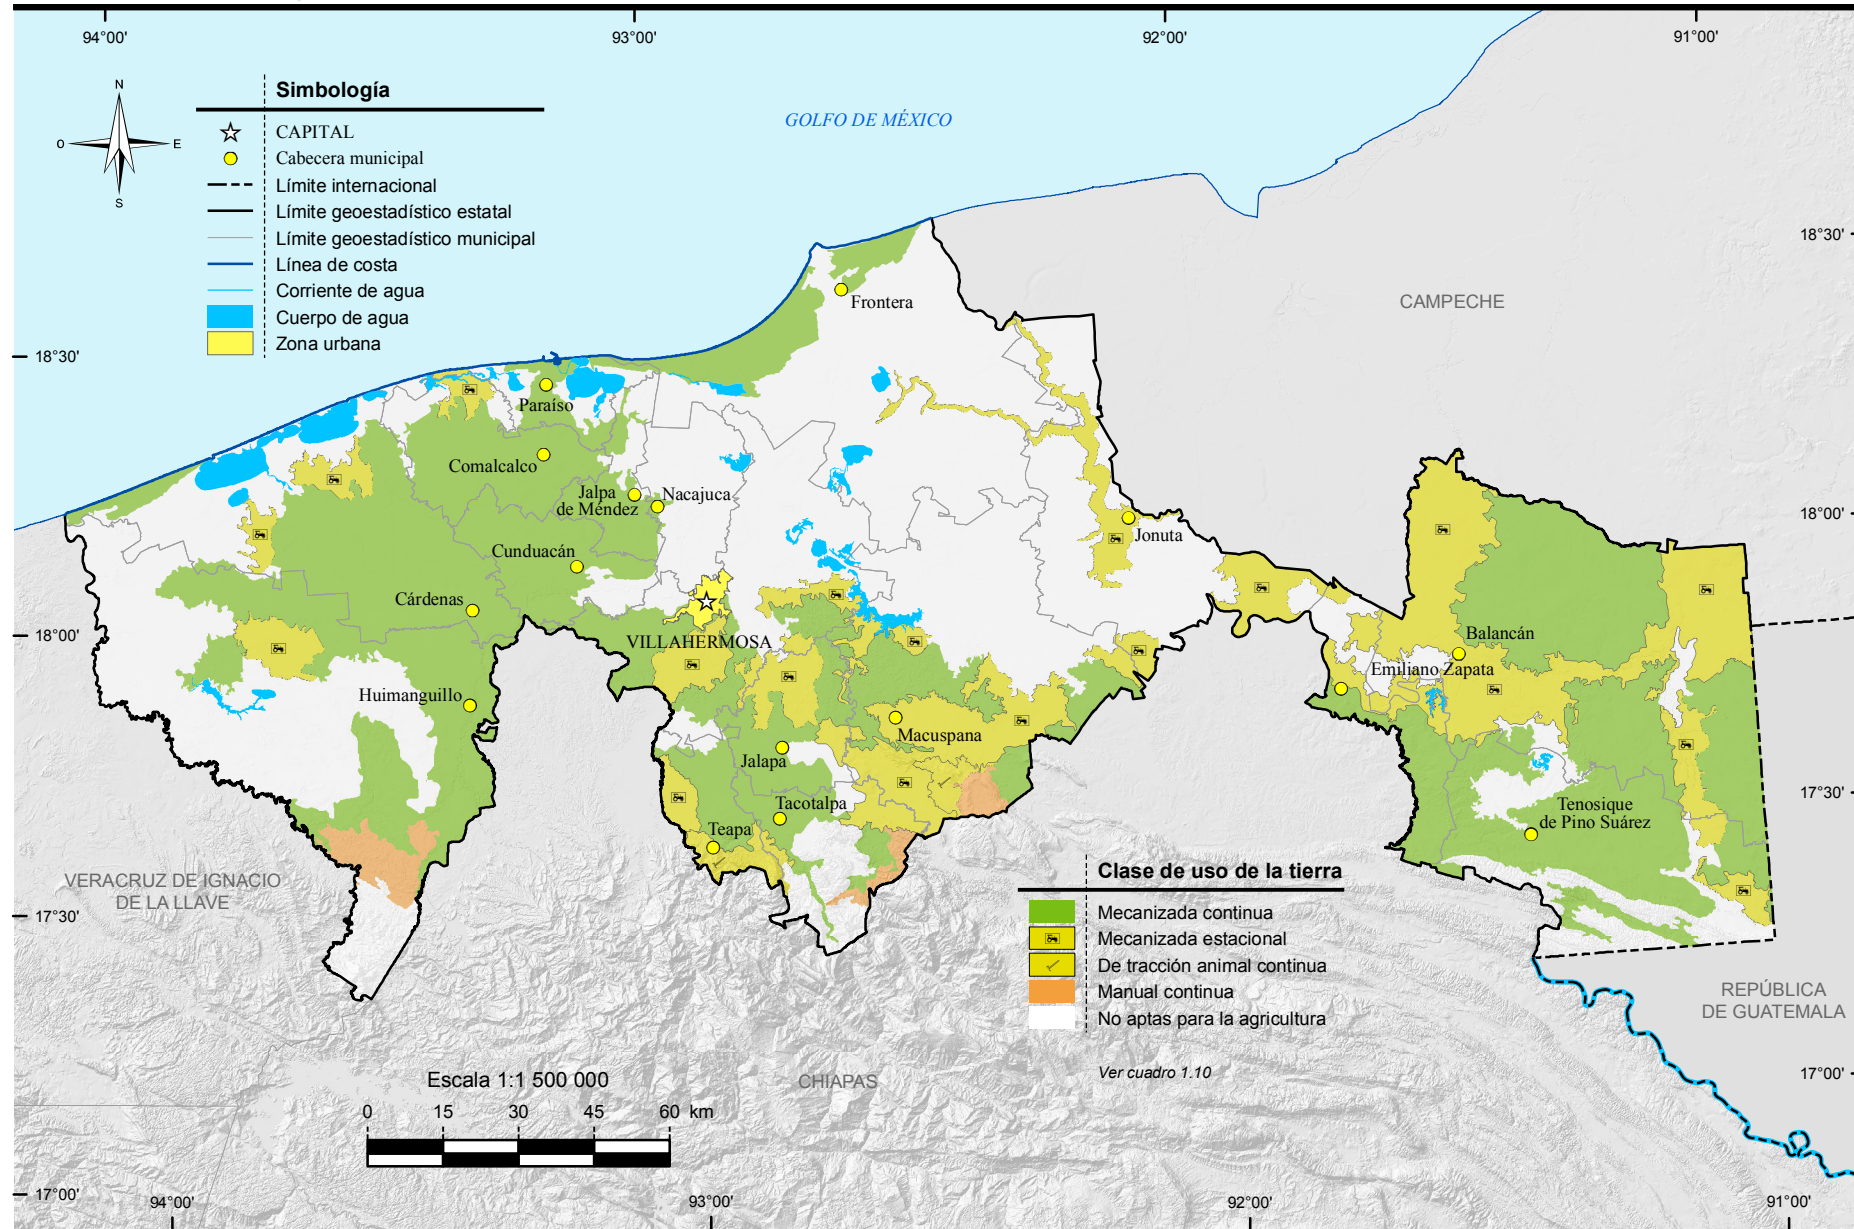 94°00'
93°00'
92°00'
91°00'
N
O
E
S
Simbología
CAPITAL
Cabecera municipal
Límite internacional
Límite geoestadístico estatal
Límite geoestadístico municipal
Línea de costa
Corriente de agua
Cuerpo de agua
Zona urbana
GOLFO DE MÉXICO
18°30'
CAMPECHE
Frontera
18°30'
Paraíso
Comalcalco
Jalpa
de Méndez
Nacajuca
Jonuta
18°00'
Cunduacán
Cárdenas
18°00'
VILLAHERMOSA
Balancán
Emiliano Zapata
Huimanguillo
Macuspana
Jalapa
Tacotalpa
Teapa
Tenosique
de Pino Suárez
17°30'
VERACRUZ DE IGNACIO
DE LA LLAVE
17°30'
Clase de uso de la tierra
Mecanizada continua
Mecanizada estacional
De tracción animal continua
Manual continua
No aptas para la agricultura
Ver cuadro 1.10
REPÚBLICA
DE GUATEMALA
CHIAPAS
17°00'
Escala 1:1 500 000
0 15 30 45 60 km
17°00'
94°00'
93°00'
92°00'
91°00'